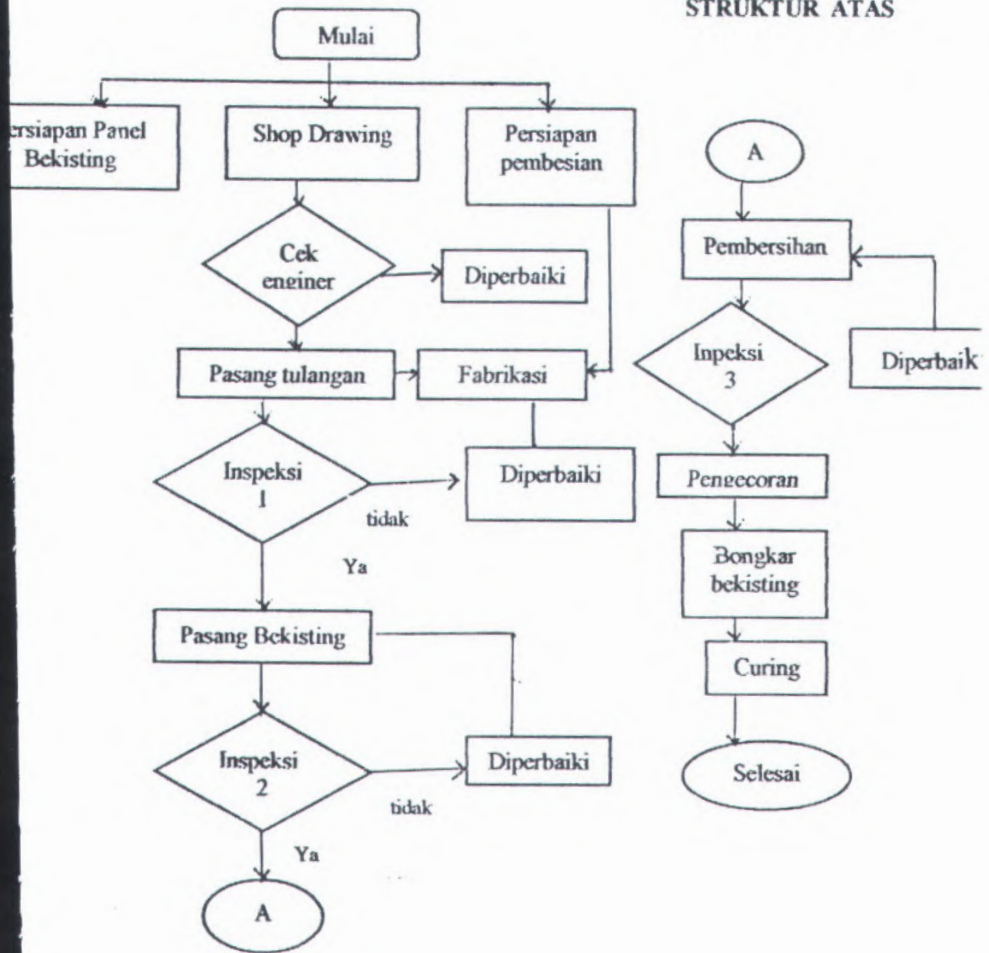 STRUKTUR ATAS
Mulai
ersiapan Panel
Bekisting
Shop Drawing
Persiapan
pembesian
Cek
enginer
Diperbaiki
Pasang tulangan
Fabrikasi
Inspeksi
1
tidak
Diperbaiki
Ya
Pasang Bekisting
Inspeksi
2
tidak
Diperbaiki
Ya
A
A
Pembersihan
Inpeksi
3
Diperbaik
Pengecoran
Bongkar
bekisting
Curing
Selesai